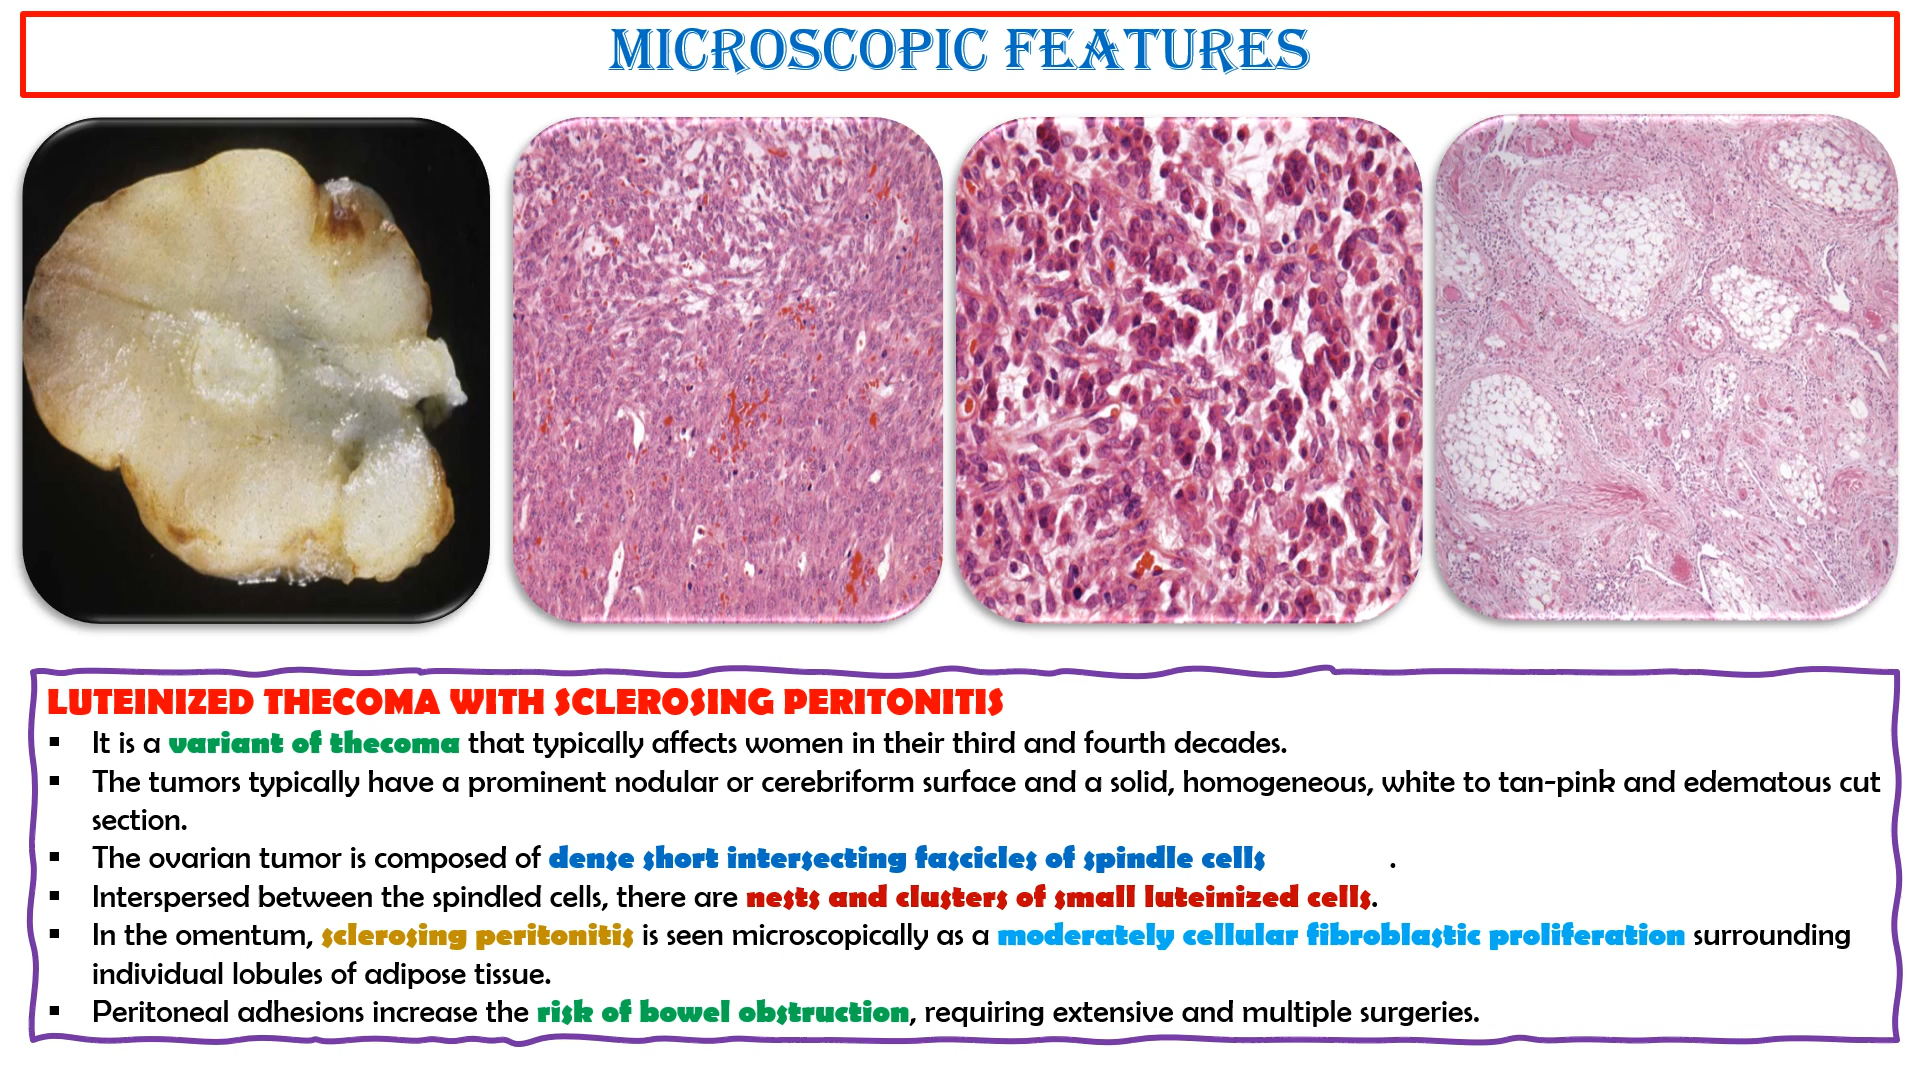 MICROSCOPIC FEATURES
LUTEINIZED THECOMA WITH SCLEROSING PERITONITIS
▪ It is a variant of thecoma that typically affects women in their third and fourth decades.
▪ The tumors typically have a prominent nodular or cerebriform surface and a solid, homogeneous, white to tan-pink and edematous cut
section.
▪ The ovarian tumor is composed of dense short intersecting fascicles of spindle cells .
▪ Interspersed between the spindled cells, there are nests and clusters of small luteinized cells.
▪ In the omentum, sclerosing peritonitis is seen microscopically as a moderately cellular fibroblastic proliferation surrounding
individual lobules of adipose tissue.
▪ Peritoneal adhesions increase the risk of bowel obstruction, requiring extensive and multiple surgeries.